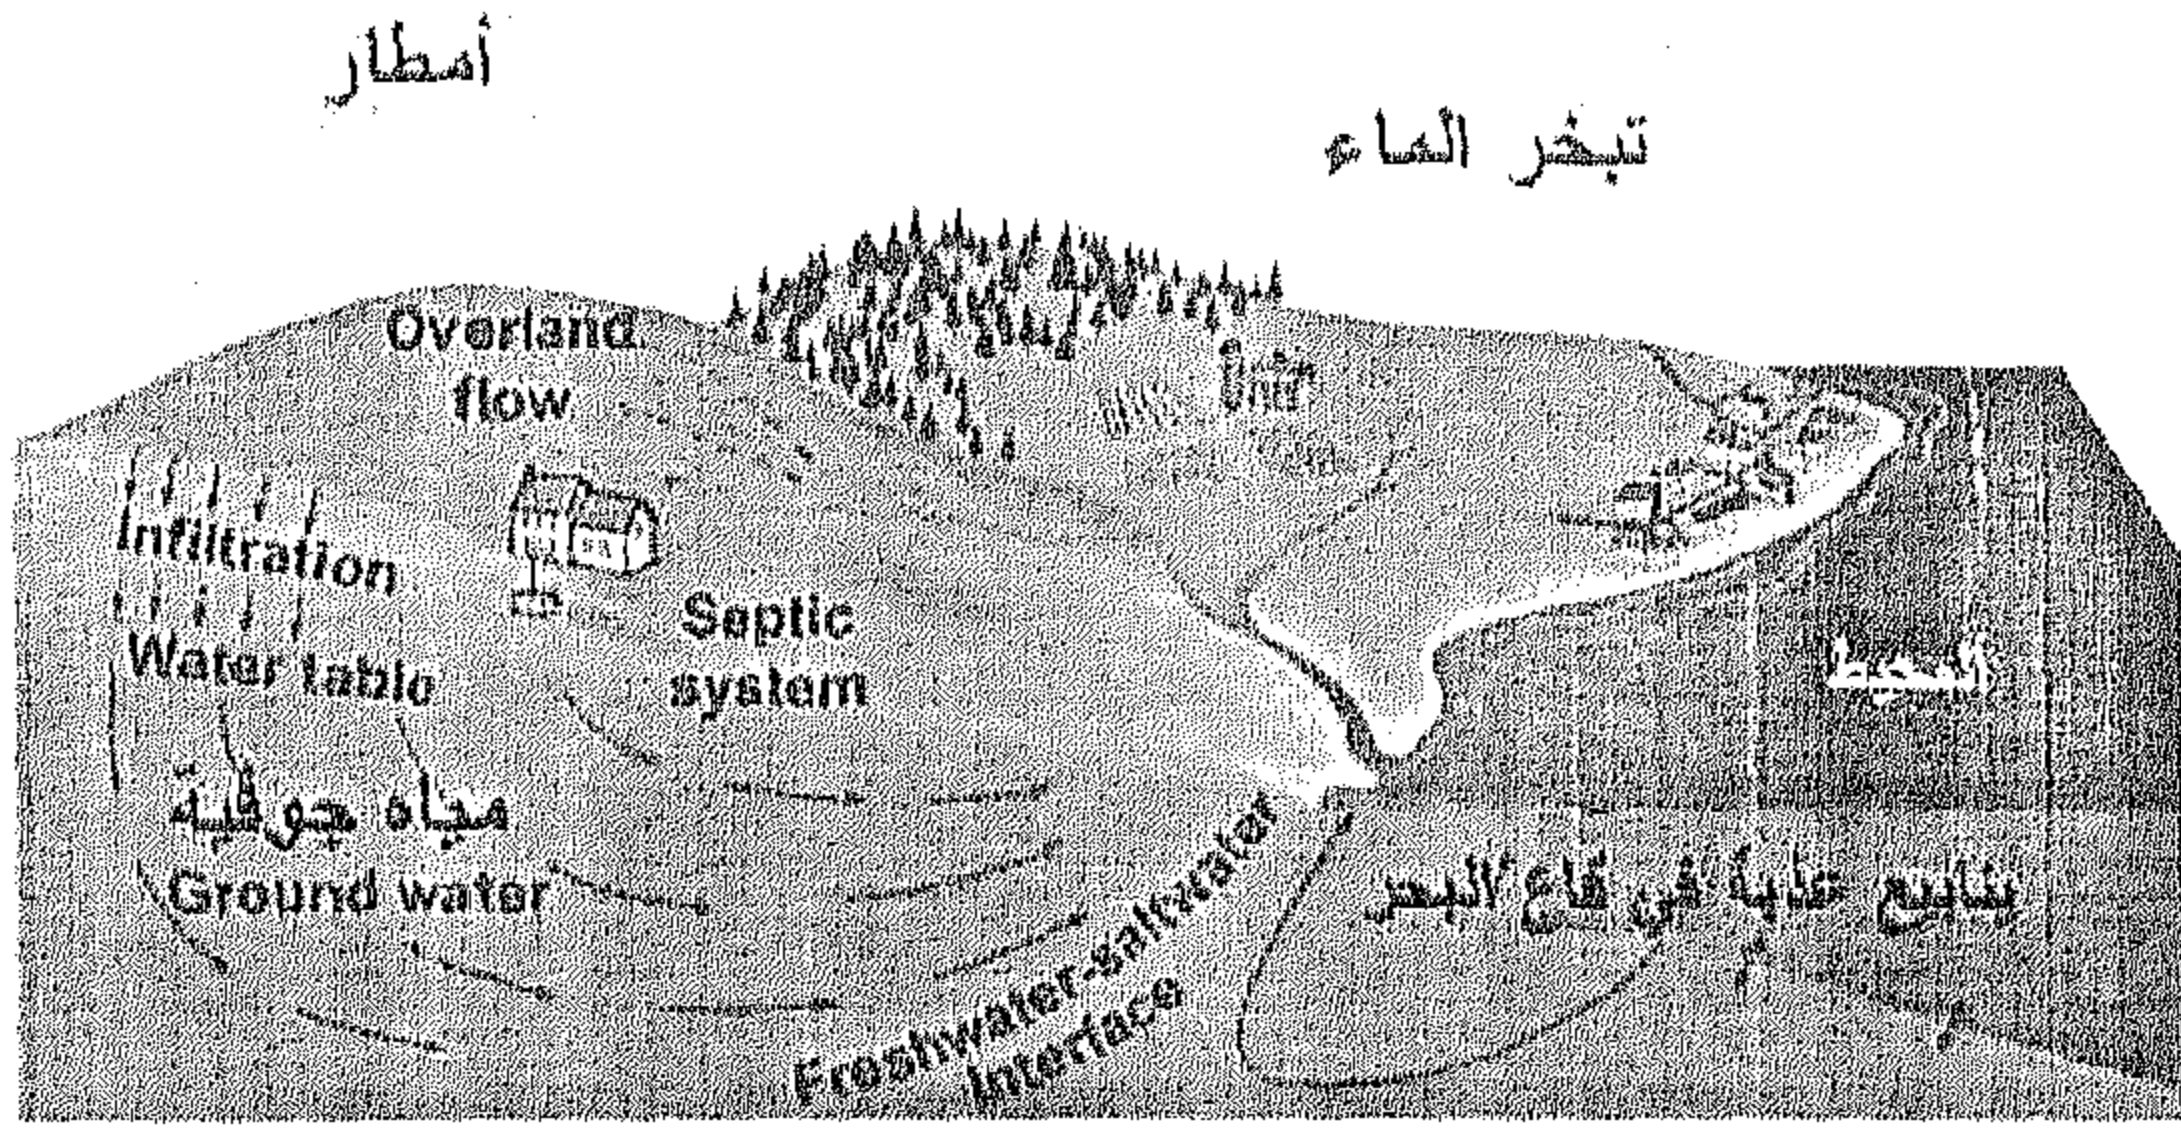 أمطار
تبخر الماء
Overland
flow
Infiltration
Septic
system
Water table
المحيط
مياه جوفية
Ground water
ينابيع عذبة في قاع البحر
Freshwater-saltwater
Interface